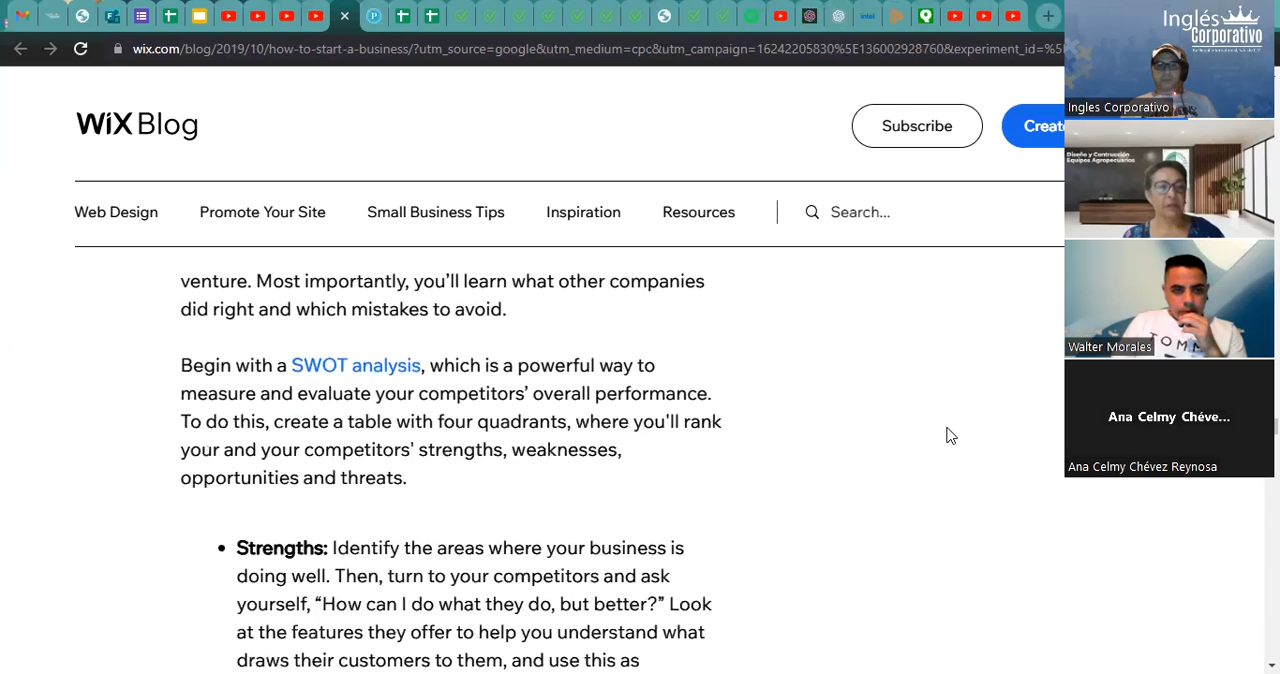 wix.com/blog/2019/10/how-to-start-a-business/?utm_source=google&utm_medium=cpc&utm_campaign=16242205830%5E136002928760&experiment_id=%5
WiX Blog
Subscribe
Create
Web Design
Promote Your Site
Small Business Tips
Inspiration
Resources
Search...
venture. Most importantly, you’ll learn what other companies
did right and which mistakes to avoid.
Begin with a SWOT analysis, which is a powerful way to
measure and evaluate your competitors’ overall performance.
To do this, create a table with four quadrants, where you'll rank
your and your competitors' strengths, weaknesses,
opportunities and threats.
• Strengths: Identify the areas where your business is
doing well. Then, turn to your competitors and ask
yourself, “How can I do what they do, but better?” Look
at the features they offer to help you understand what
draws their customers to them, and use this as
Inglés
Corporativo
Ingles Corporativo
Diseño y Construcción
Equipos Agropecuarios
Walter Morales
Ana Celmy Chéve...
Ana Celmy Chévez Reynosa